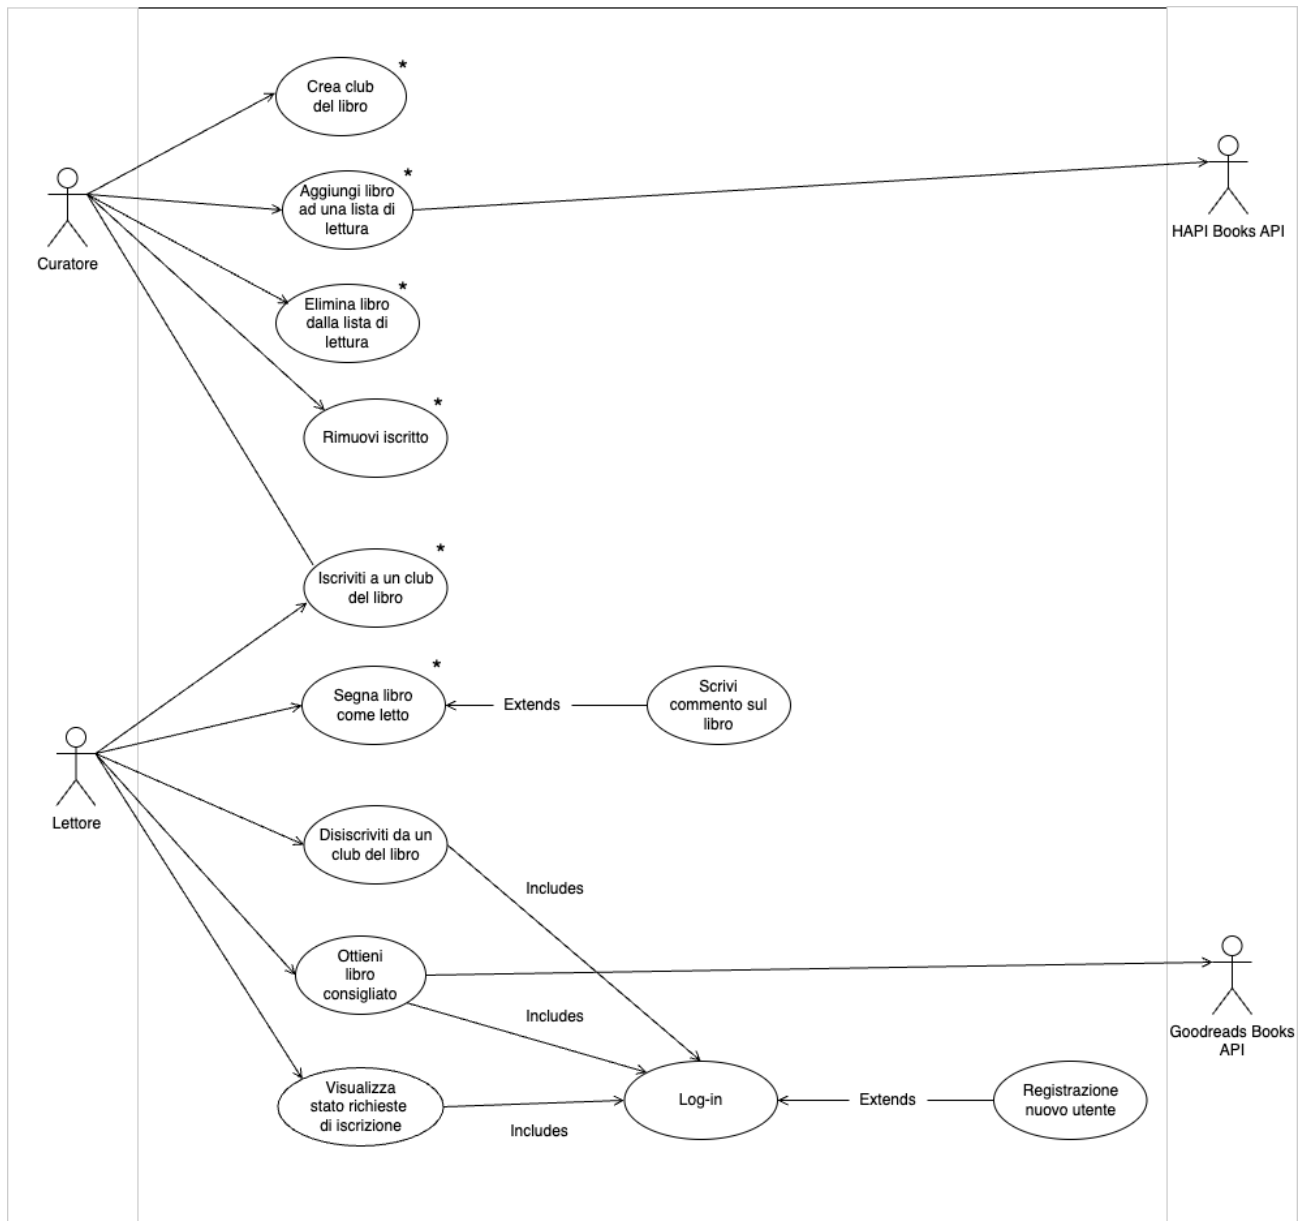 *
Crea club
del libro
*
Aggiungi libro
ad una lista di
lettura
Curatore
HAPI Books API
*
Elimina libro
dalla lista di
lettura
*
Rimuovi iscritto
*
Iscriviti a un club
del libro
*
Segna libro
come letto
Extends
Scrivi
commento sul
libro
Lettore
Disiscriviti da un
club del libro
Includes
Ottieni
libro
consigliato
Includes
Goodreads Books
API
Visualizza
stato richieste
di iscrizione
Includes
Log-in
Extends
Registrazione
nuovo utente